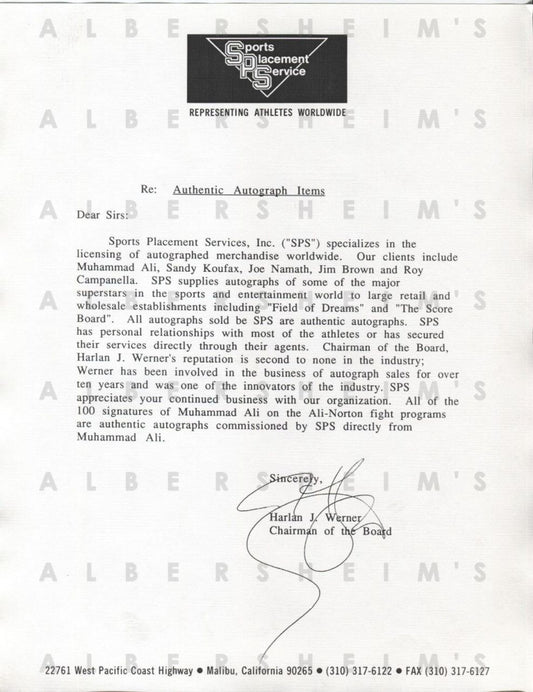 ALBERSHEIM'S
Sports
Placement
Service
SPS
REPRESENTING ATHLETES WORLDWIDE
ALBERSHEIM'S
Re: Authentic Autograph Items
ALBERSHEIM'S
Dear Sirs:
Sports Placement Services, Inc. ("SPS") specializes in the
licensing of autographed merchandise worldwide. Our clients include
Muhammad Ali, Sandy Koufax, Joe Namath, Jim Brown and Roy
Campanella. SPS supplies autographs of some of the major
superstars in the sports and entertainment world to large retail and
ALBERSHEIM'S
wholesale establishments including "Field of Dreams" and "The Score
Board". All autographs sold be SPS are authentic autographs. SPS
has personal relationships with most of the athletes or has secured
their services directly through their agents. Chairman of the Board,
Harlan J. Werner's reputation is second to none in the industry;
Werner has been involved in the business of autograph sales for over
ten years and was one of the innovators of the industry. SPS
ALBERSHEIM'S
appreciates your continued business with our organization. All of the
100 signatures of Muhammad Ali on the Ali-Norton fight programs
are authentic autographs commissioned by SPS directly from
Muhammad Ali.
Sincerely,
ALBERSHEIM'S
Harlan J. Werner
Chairman of the Board
ALBERSHEIM'S
ALBERSHEIM'S
22761 West Pacific Coast Highway ● Malibu, California 90265 ● (310) 317-6122 ● FAX (310) 317-6127